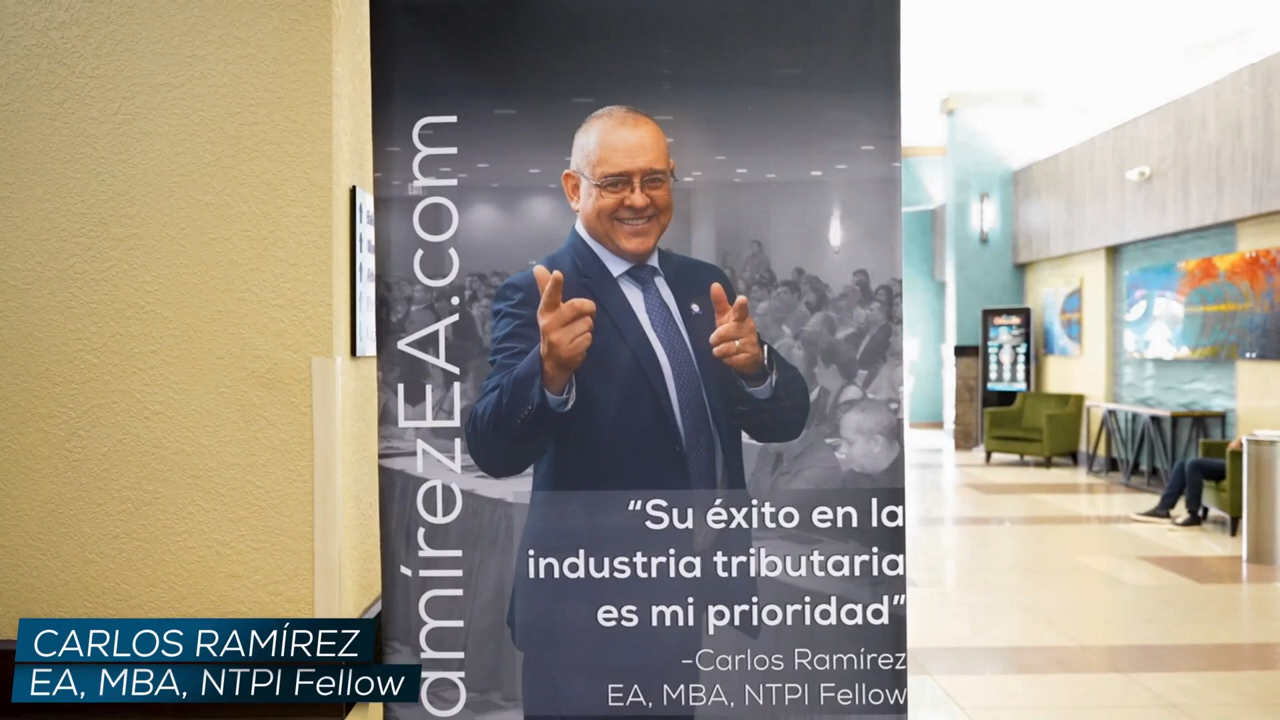 amírezEA.com
“Su éxito en la
industria tributaria
es mi prioridad”
-Carlos Ramírez
EA, MBA, NTPI Fellow
CARLOS RAMÍREZ
EA, MBA, NTPI Fellow